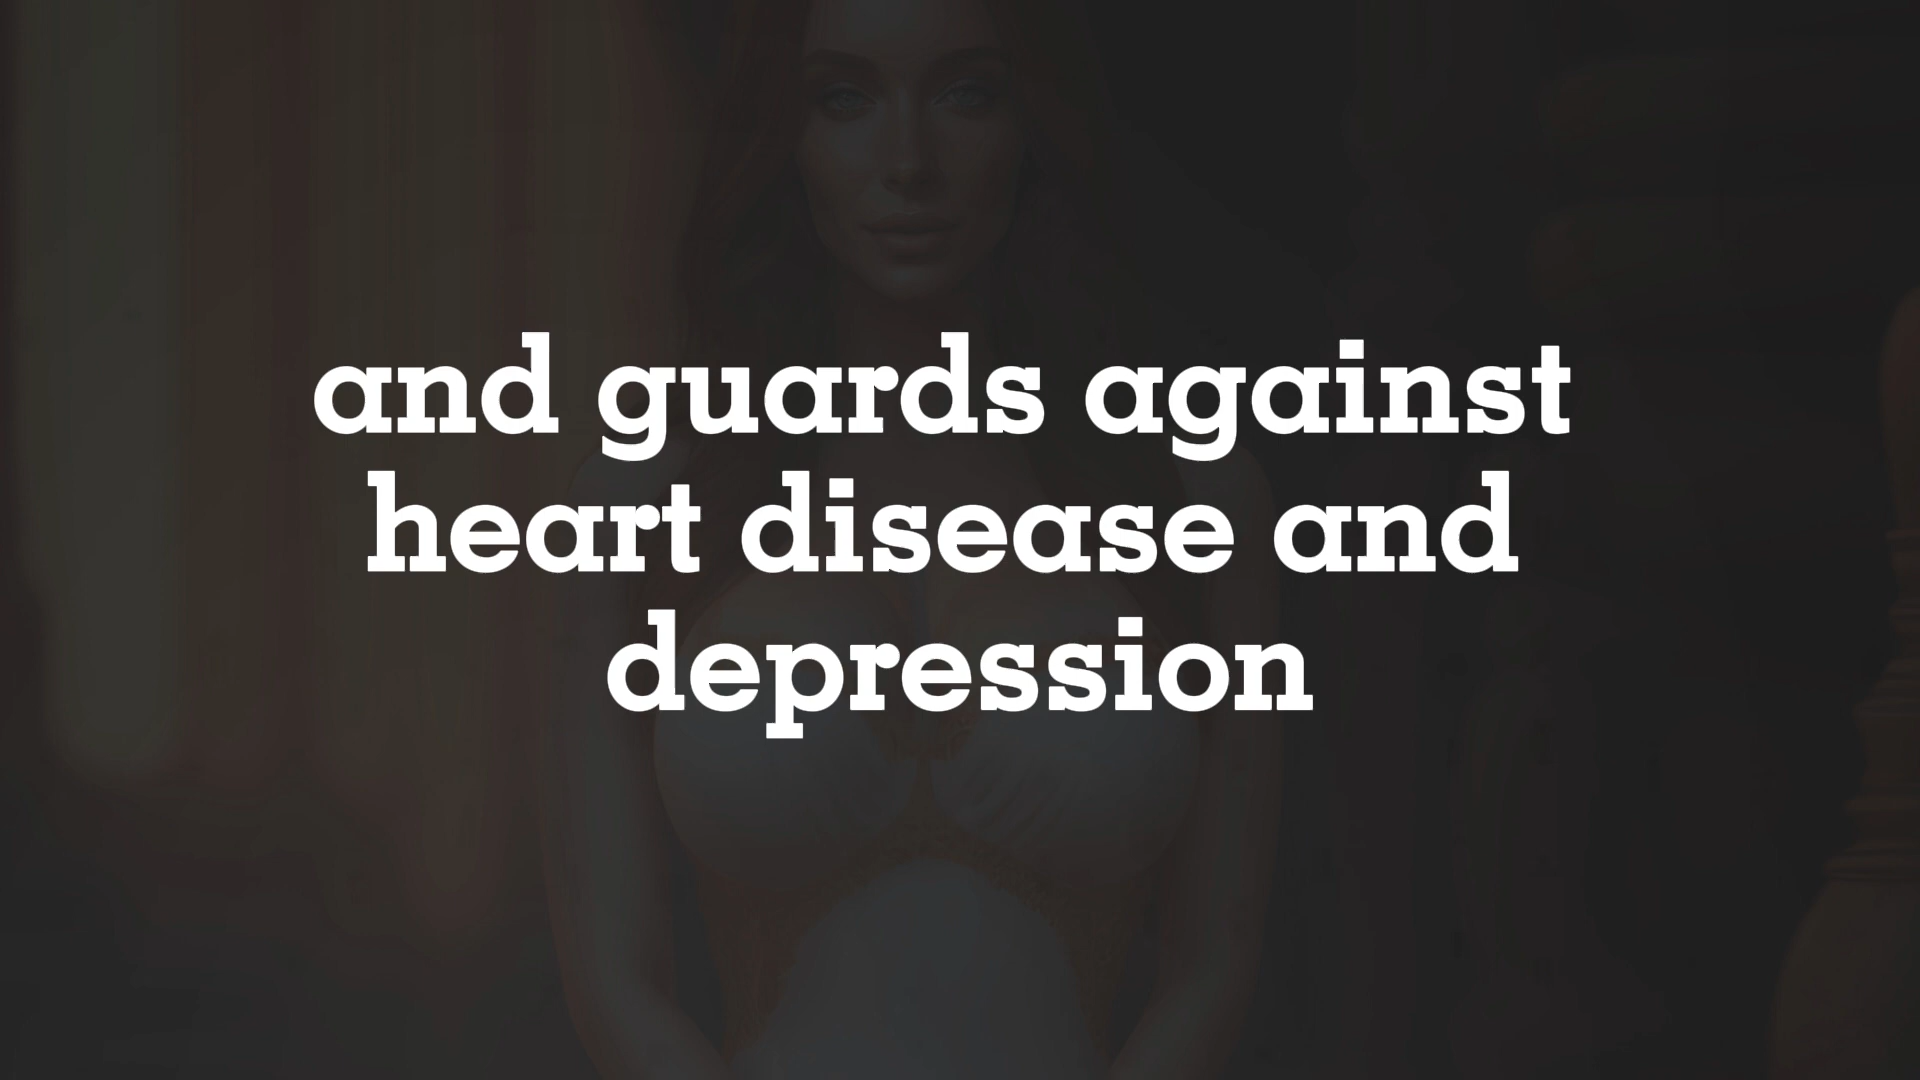 and guards against
heart disease and
depression